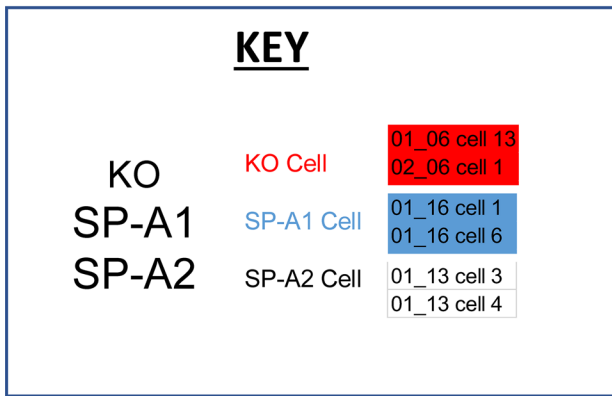 KEY
KO
SP-A1
SP-A2
KO Cell
SP-A1 Cell
SP-A2 Cell
01_06 cell 13
02_06 cell 1
01_16 cell 1
01_16 cell 6
01_13 cell 3
01_13 cell 4